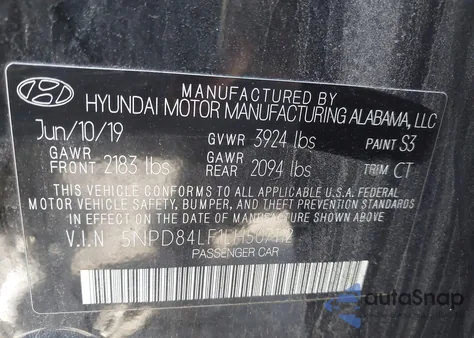 MANUFACTURED BY
HYUNDAI MOTOR MANUFACTURING ALABAMA, LLC
Jun/10/19 GVWR 3924 lbs PAINT S3
GAWR FRONT 2183 lbs GAWR REAR 2094 lbs TRIM CT
THIS VEHICLE CONFORMS TO ALL APPLICABLE U.S.A. FEDERAL
MOTOR VEHICLE SAFETY, BUMPER, AND THEFT PREVENTION STANDARDS
IN EFFECT ON THE DATE OF MANUFACTURE SHOWN ABOVE.
V.I.N
PASSENGER CAR
autoSnap